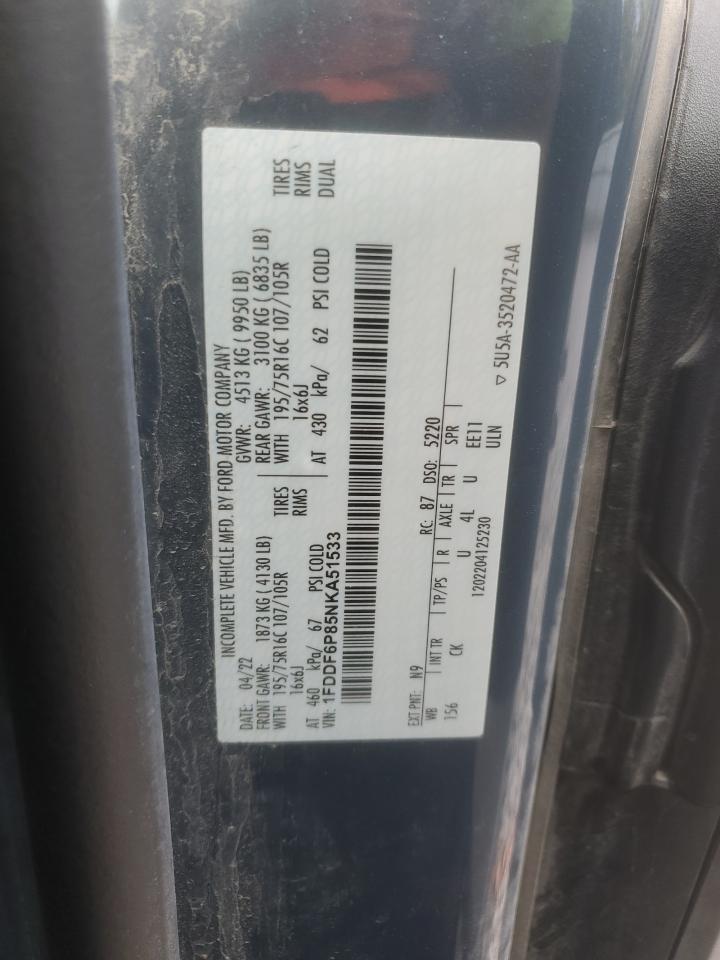 INCOMPLETE VEHICLE MFD. BY FORD MOTOR COMPANY
DATE: 04/22 GVWR: 4513 KG ( 9950 LB)
FRONT GAWR: 1873 KG ( 4130 LB) REAR GAWR: 3100 KG ( 6835 LB)
WITH 195/75R16C 107/105R TIRES WITH 195/75R16C 107/105R TIRES
16x6J RIMS 16x6J RIMS
AT 460 kPa/ 67 PSI COLD AT 430 kPa/ 62 PSI COLD DUAL
VIN: 1FDDF6P85NKA51533
EXT PNT: N9 RC: 87 DSO: 5220
WB INT TR TP/PS R AXLE TR SPR
156 CK U 4L U EE11
1202204125230 ULN
▽ 5U5A-3520472-AA